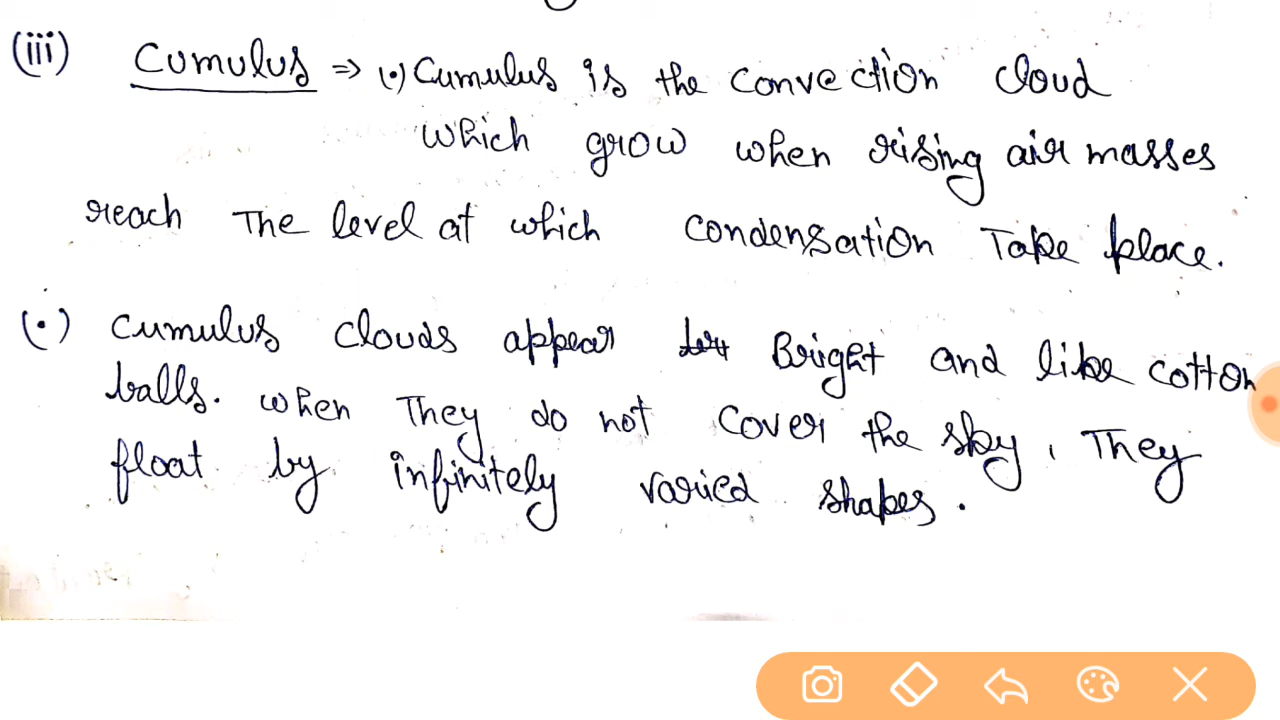 (iii) Cumulus ⇒ (•) Cumulus is the convection cloud
which grow when rising air masses
reach The level at which condensation Take place.
(•) cumulus clouds appear Bright and like cotton
balls. when They do not cover the sky, They
float by infinitely varied shapes.